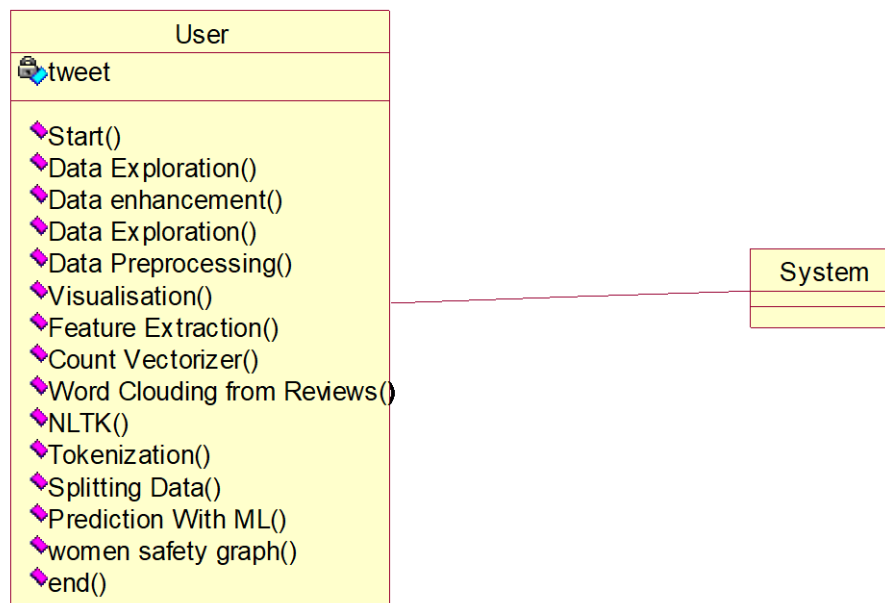 User
tweet
Start()
Data Exploration()
Data enhancement()
Data Exploration()
Data Preprocessing()
Visualisation()
Feature Extraction()
Count Vectorizer()
Word Clouding from Reviews()
NLTK()
Tokenization()
Splitting Data()
Prediction With ML()
women safety graph()
end()
System